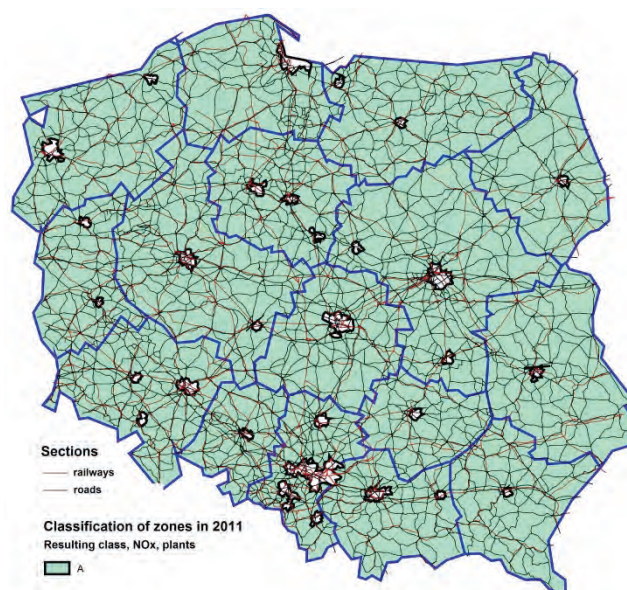 Sections
railways
roads
Classification of zones in 2011
Resulting class, NOx, plants
A